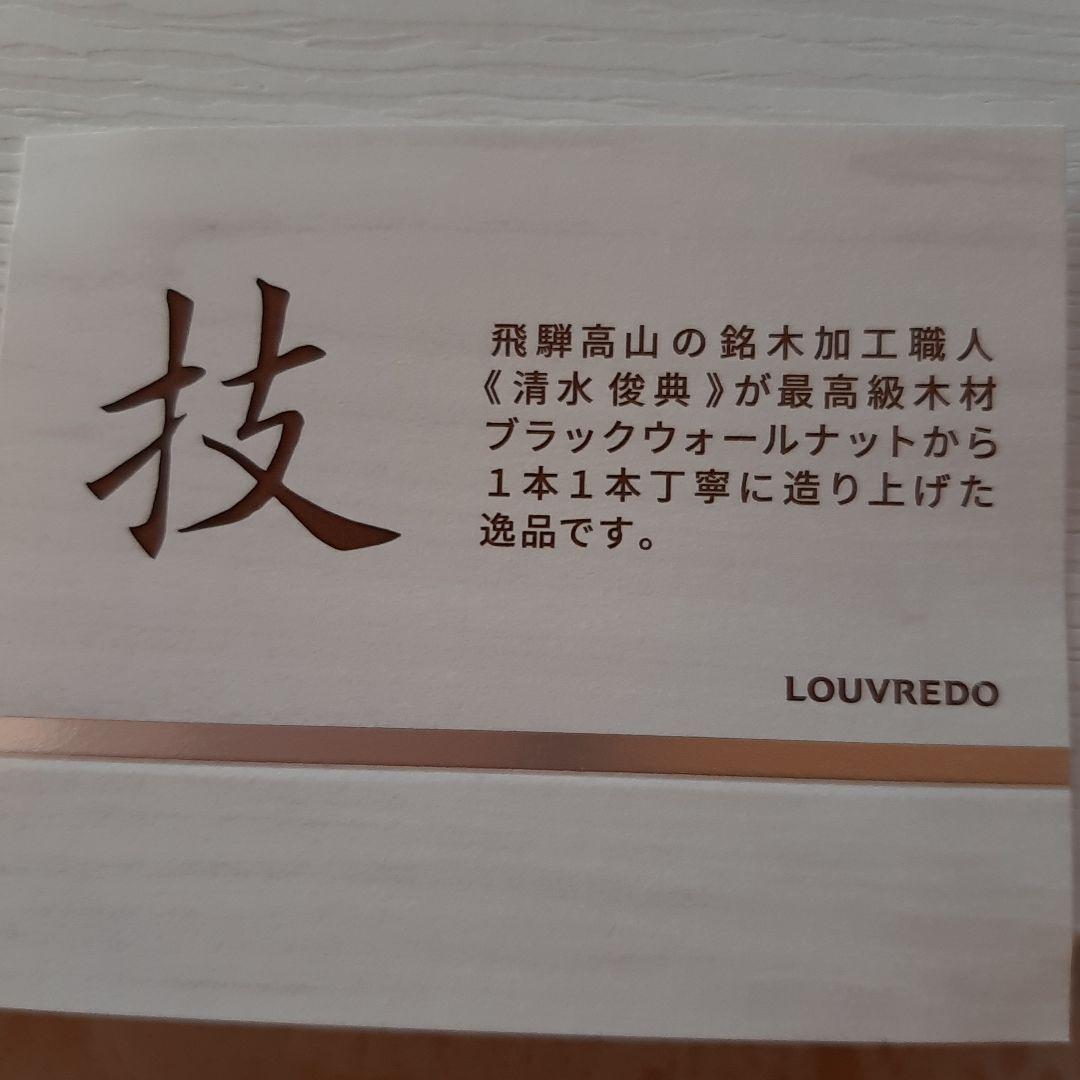 技
飛騨高山の銘木加工職人
《清水 俊典》が最高級木材
ブラックウォールナットから
１本１本丁寧に造り上げた
逸品です。
LOUVREDO